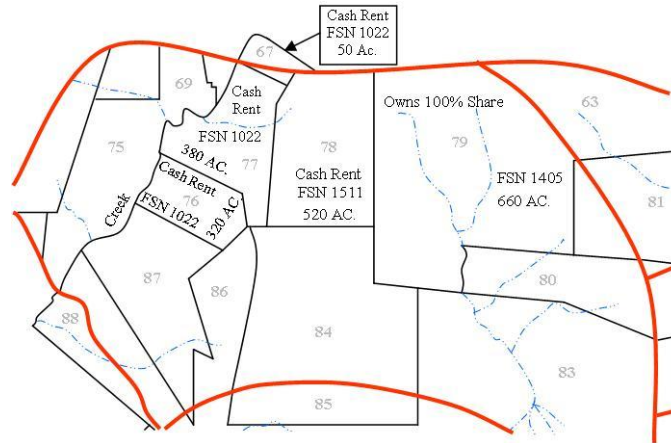 Cash Rent
FSN 1022
50 Ac.
67
69
Cash
Rent
FSN 1022
380 AC.
77
75
78
Cash Rent
FSN 1511
520 AC.
Owns 100% Share
79
63
FSN 1405
660 AC.
81
Cash Rent
76
FSN 1022
320 AC.
Creek
87
86
80
88
84
83
85